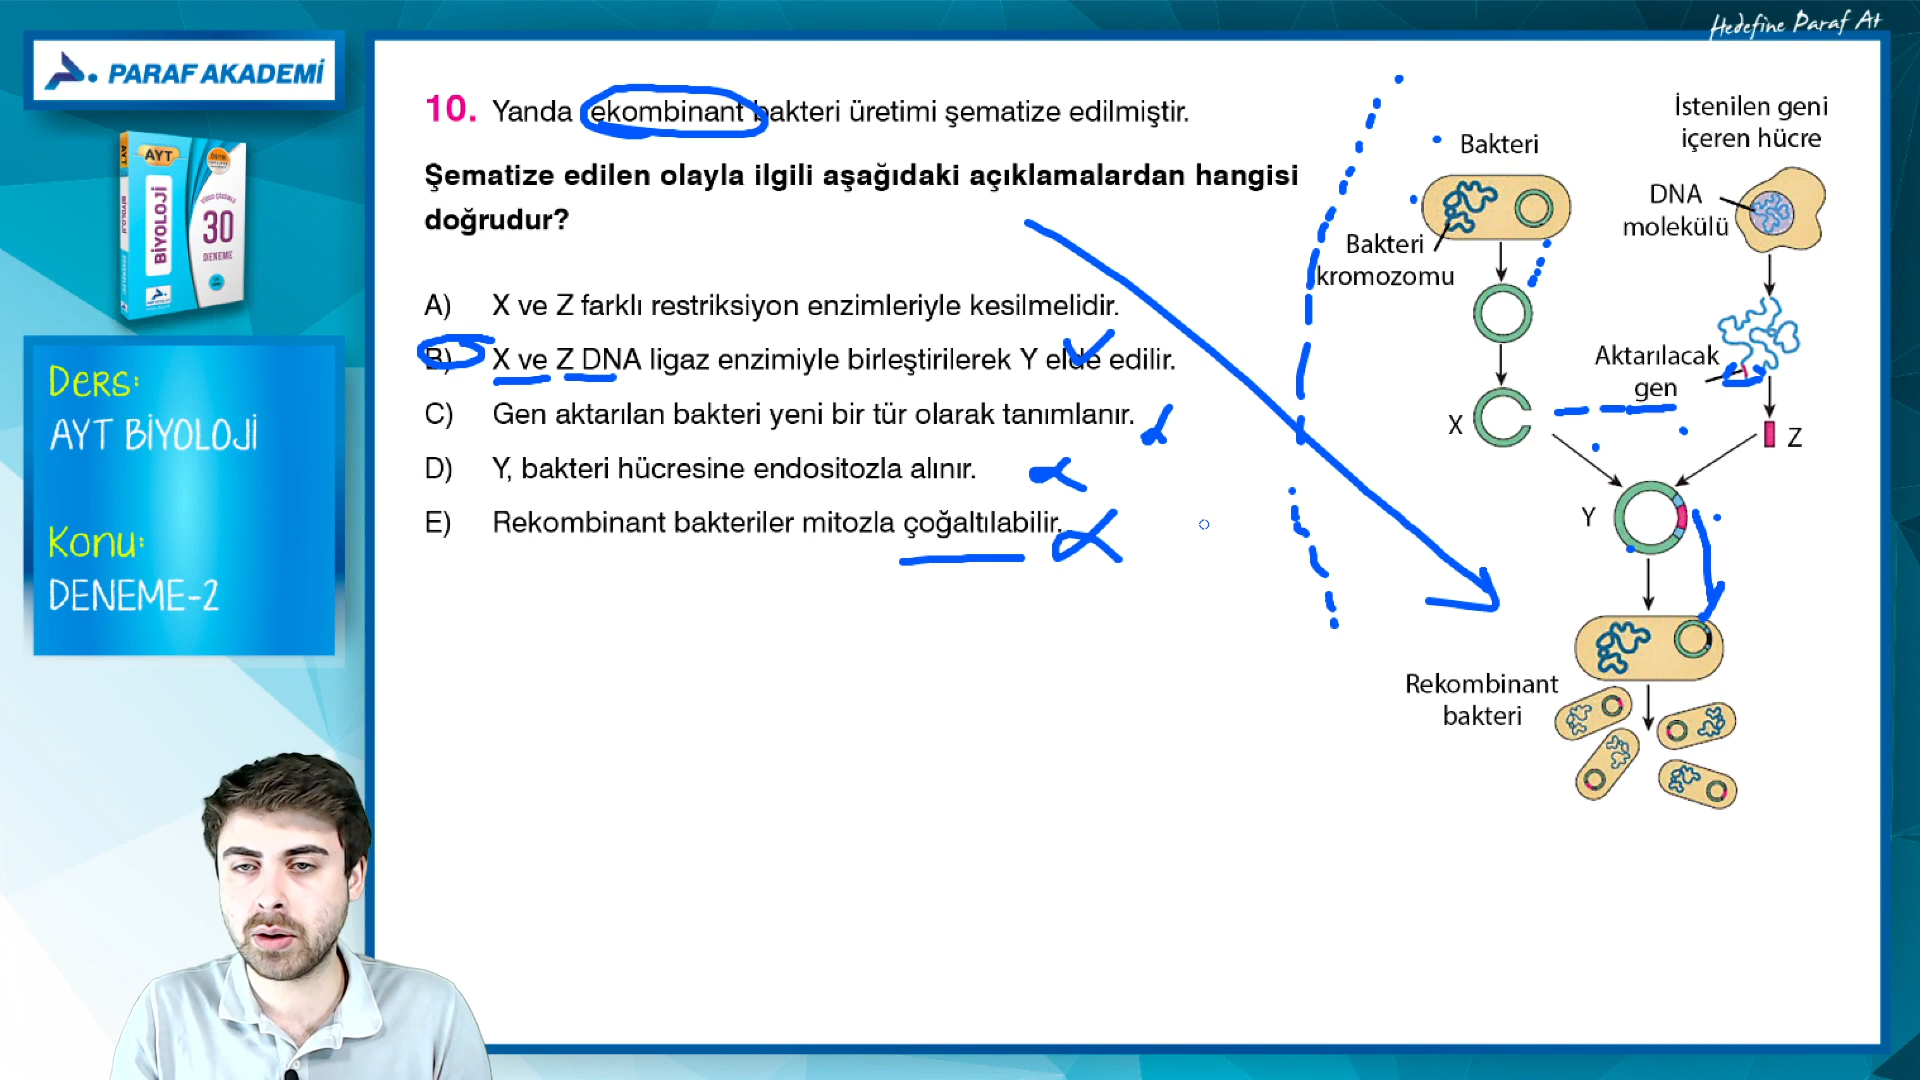 Hedefine Paraf At
PARAF AKADEMİ
AYT
BİYOLOJİ
30
DENEME
BİYOLOJİ
Ders:
AYT BİYOLOJİ
Konu:
DENEME-2
10. Yanda rekombinant bakteri üretimi şematize edilmiştir.
Şematize edilen olayla ilgili aşağıdaki açıklamalardan hangisi
doğrudur?
A) X ve Z farklı restriksiyon enzimleriyle kesilmelidir.
B) X ve Z DNA ligaz enzimiyle birleştirilerek Y elde edilir.
C) Gen aktarılan bakteri yeni bir tür olarak tanımlanır.
D) Y, bakteri hücresine endositozla alınır.
E) Rekombinant bakteriler mitozla çoğaltılabilir.
İstenilen geni
içeren hücre
Bakteri
DNA
molekülü
Bakteri
kromozomu
Aktarılacak
gen
X
Z
Y
Rekombinant
bakteri